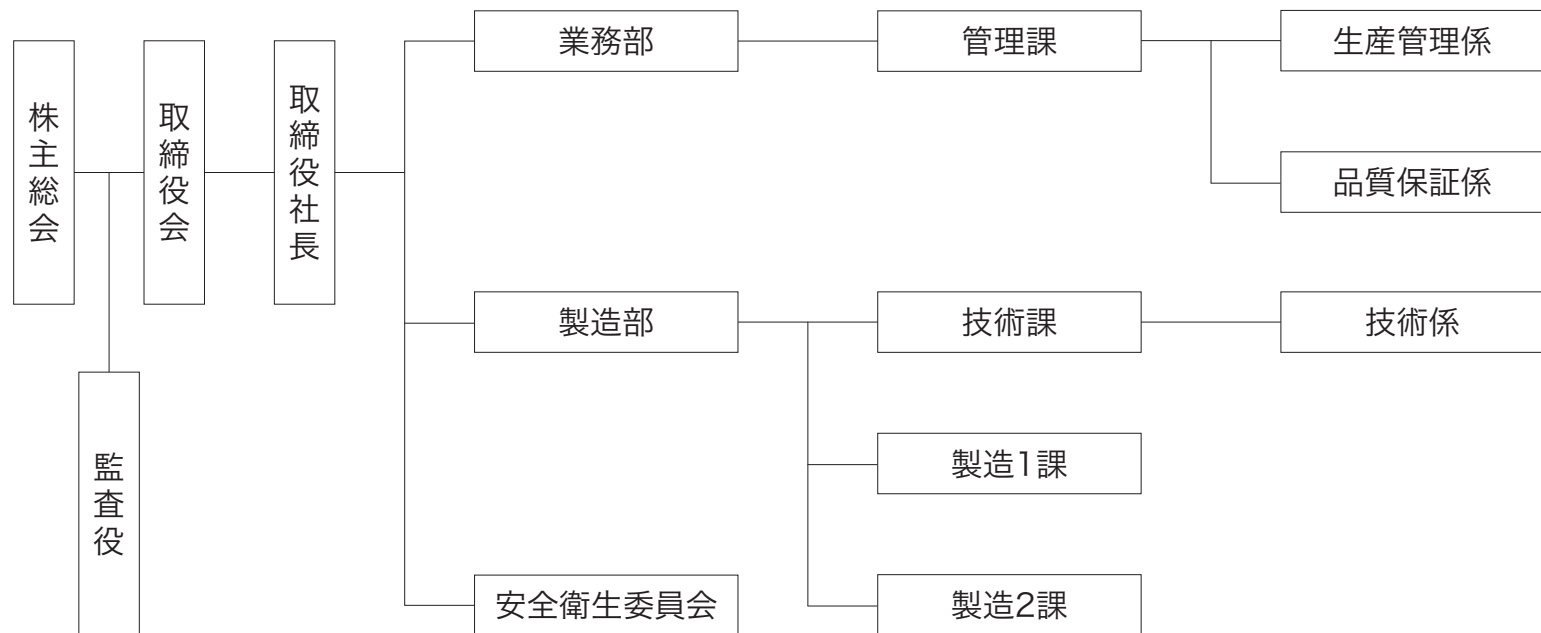 株主総会
取締役会
取締役社長
監査役
業務部
管理課
生産管理係
品質保証係
製造部
技術課
技術係
製造1課
製造2課
安全衛生委員会